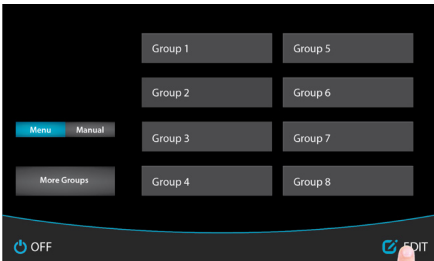 Group 1 Group 5
Group 2 Group 6
Menu Manual
Group 3 Group 7
More Groups
Group 4 Group 8
OFF EDIT